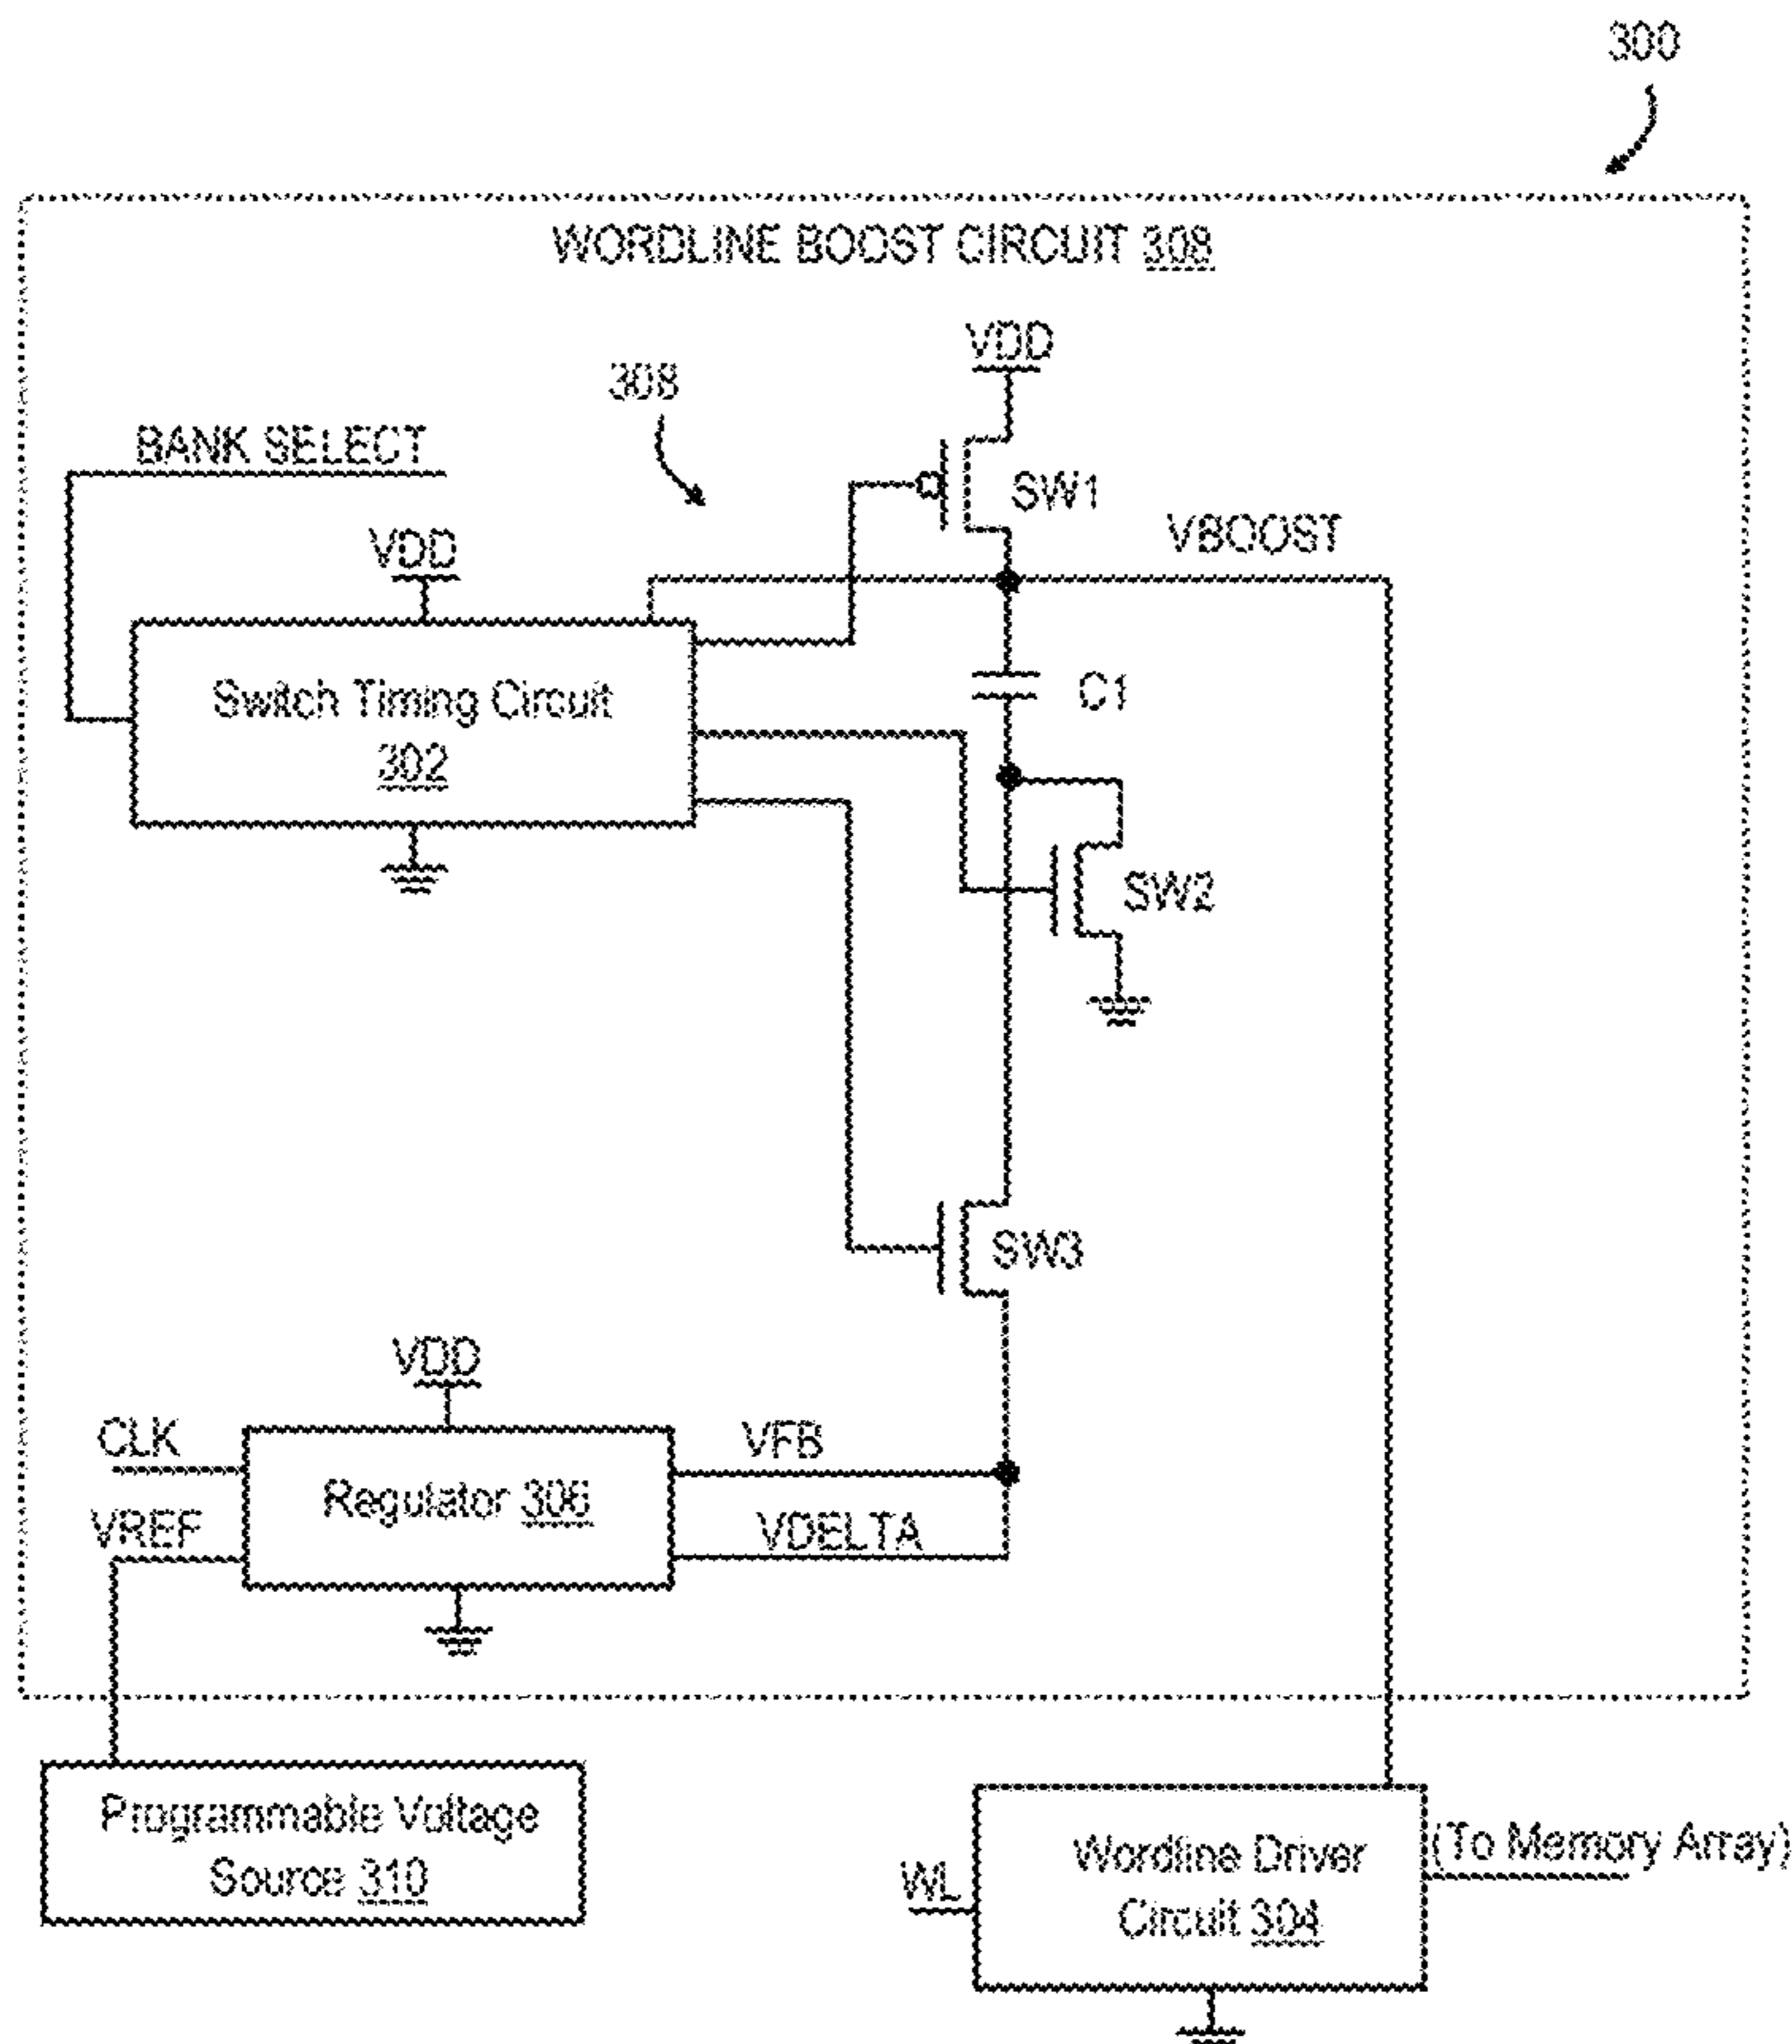 300
WORDLINE BOOST CIRCUIT 308
VDD
308
BANK SELECT
SW1
VBOOST
VDD
Switch Timing Circuit
302
C1
SW2
SW3
VDD
CLK
VFB
Regulator 306
VREF
VDELTA
Programmable Voltage
Source 310
(To Memory Array)
Wordline Driver
WL
Circuit 304